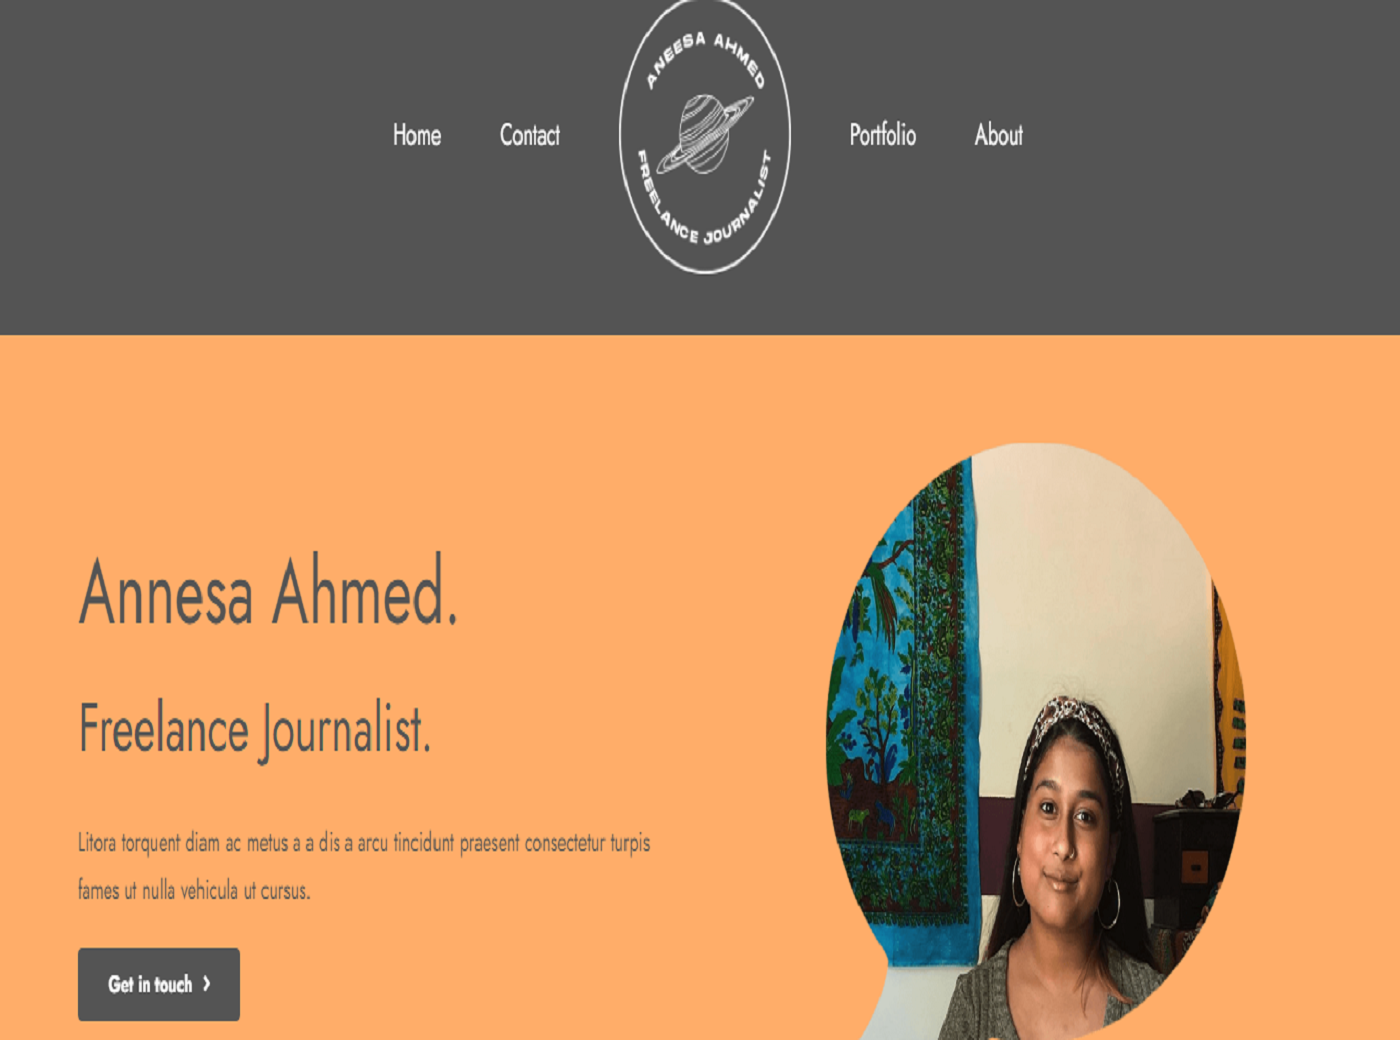 Home
Contact
ANEESA AHMED
FREELANCE JOURNALIST
Portfolio
About
Annesa Ahmed.
Freelance Journalist.
Litora torquent diam ac metus a a dis a arcu tincidunt praesent consectetur turpis
fames ut nulla vehicula ut cursus.
Get in touch ›